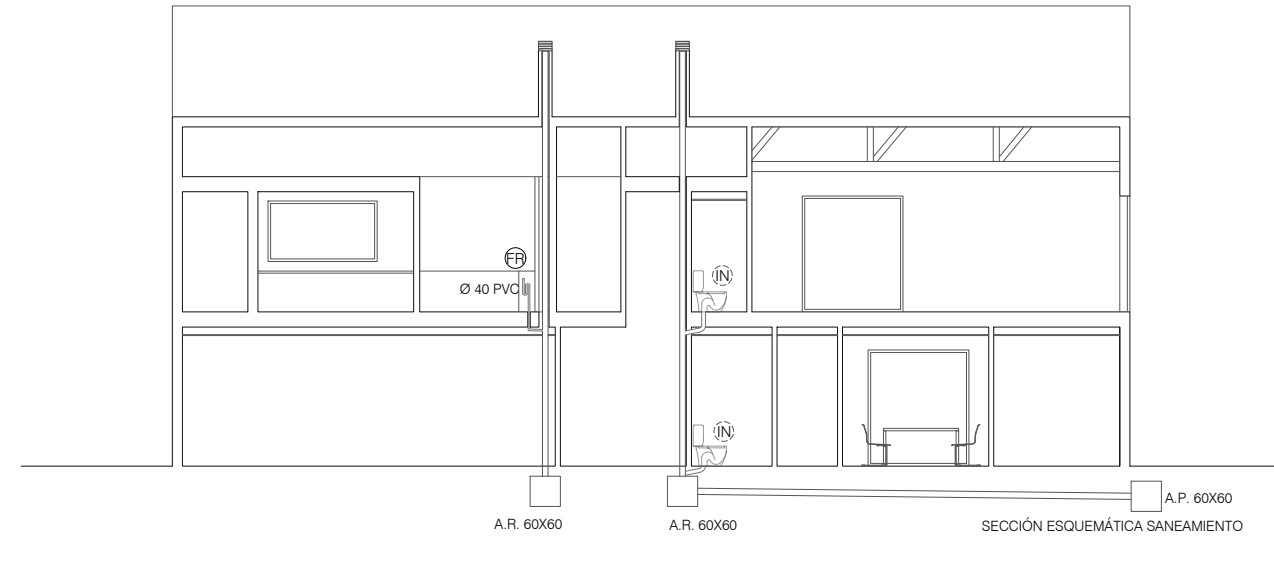 FR
IN
Ø 40 PVC
IN
A.P. 60X60
A.R. 60X60
A.R. 60X60
SECCIÓN ESQUEMÁTICA SANEAMIENTO